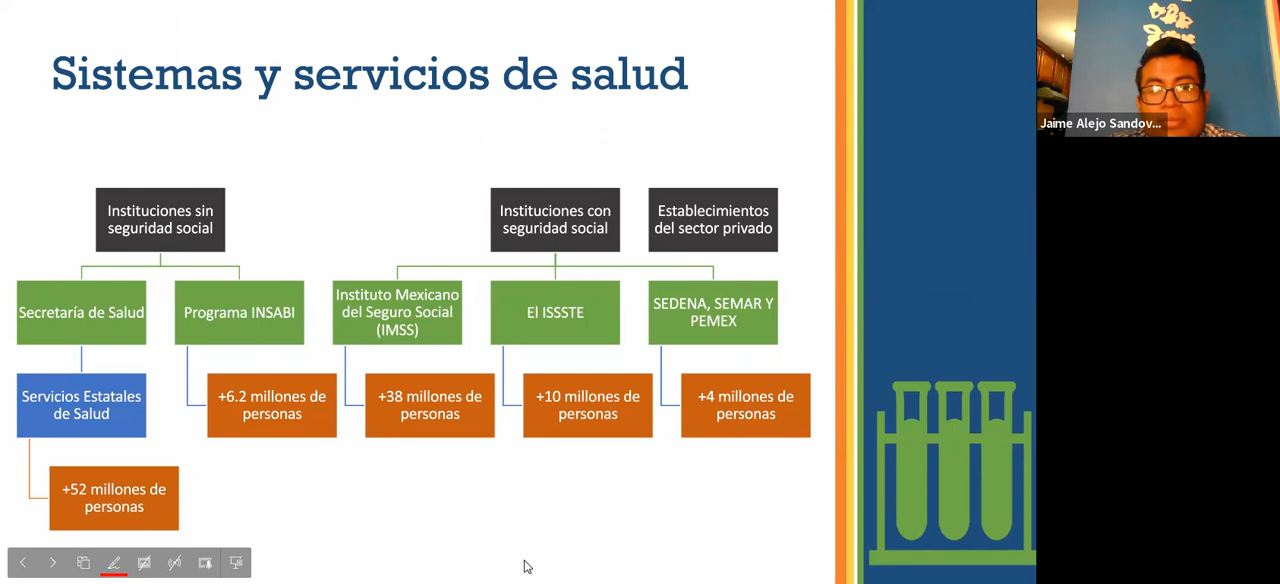 Sistemas y servicios de salud
Jaime Alejo Sandov...
Instituciones sin
seguridad social
Instituciones con
seguridad social
Establecimientos
del sector privado
Secretaría de Salud
Programa INSABI
Instituto Mexicano
del Seguro Social
(IMSS)
El ISSSTE
SEDENA, SEMAR Y
PEMEX
Servicios Estatales
de Salud
+6.2 millones de
personas
+38 millones de
personas
+10 millones de
personas
+4 millones de
personas
+52 millones de
personas